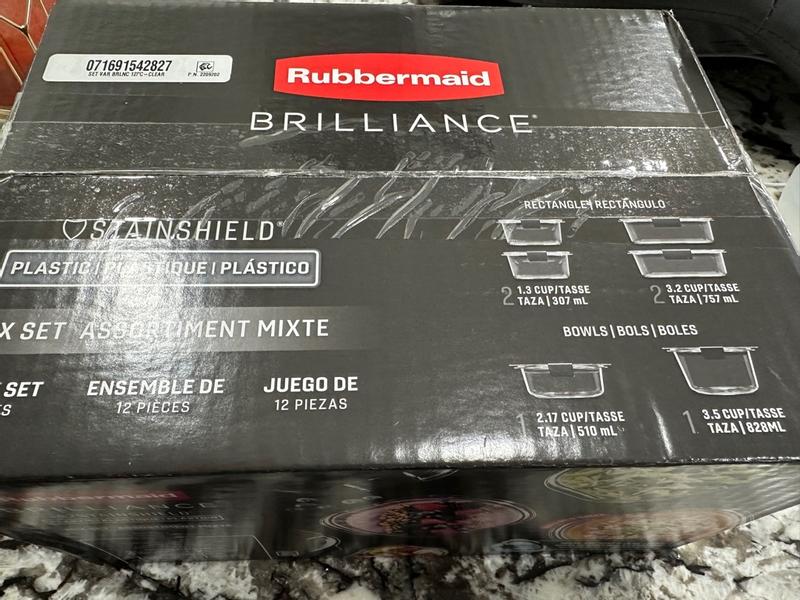 071691542827
SET VAR BRLNC 127C-CLEAR
P.N. 2209202
Rubbermaid
BRILLIANCE
STAINSHIELD®
PLASTIC | PLASTIQUE | PLÁSTICO
X SET ASSORTIMENT MIXTE
SET
ENSEMBLE DE
12 PIÈCES
JUEGO DE
12 PIEZAS
RECTANGLE | RECTÁNGULO
2 1.3 CUP/TASSE
TAZA | 307 mL
2 3.2 CUP/TASSE
TAZA | 757 mL
BOWLS | BOLS | BOLES
1 2.17 CUP/TASSE
TAZA | 510 mL
1 3.5 CUP/TASSE
TAZA | 828ML
Rubbermaid
BRILLIANCE